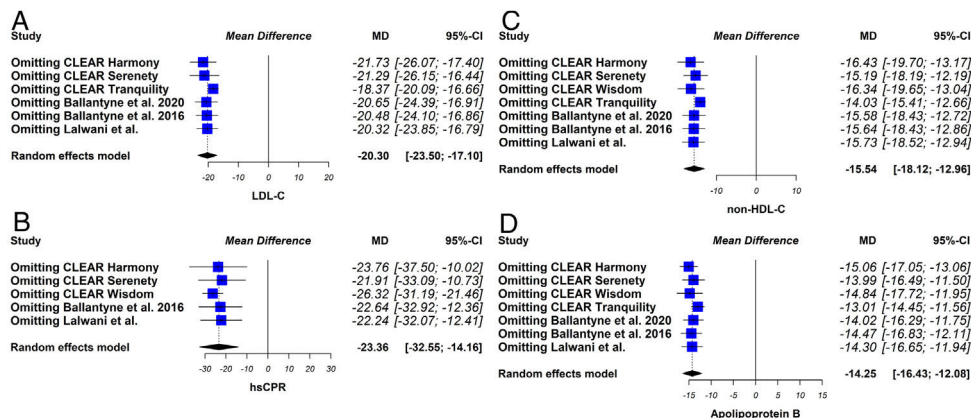 A
Study Mean Difference MD 95%-CI
Omitting CLEAR Harmony -21.73 [-26.07; -17.40]
Omitting CLEAR Serenety -21.29 [-26.15; -16.44]
Omitting CLEAR Tranquility -18.37 [-20.09; -16.66]
Omitting Ballantyne et al. 2020 -20.65 [-24.39; -16.91]
Omitting Ballantyne et al. 2016 -20.48 [-24.10; -16.86]
Omitting Lalwani et al. -20.32 [-23.85; -16.79]
Random effects model -20.30 [-23.50; -17.10]
-20 -10 0 10 20
LDL-C
B
Study Mean Difference MD 95%-CI
Omitting CLEAR Harmony -23.76 [-37.50; -10.02]
Omitting CLEAR Serenety -21.91 [-33.09; -10.73]
Omitting CLEAR Wisdom -26.32 [-31.19; -21.46]
Omitting Ballantyne et al. 2016 -22.64 [-32.92; -12.36]
Omitting Lalwani et al. -22.24 [-32.07; -12.41]
Random effects model -23.36 [-32.55; -14.16]
-30 -20 -10 0 10 20 30
hsCPR
C
Study Mean Difference MD 95%-CI
Omitting CLEAR Harmony -16.43 [-19.70; -13.17]
Omitting CLEAR Serenety -15.19 [-18.19; -12.19]
Omitting CLEAR Wisdom -16.34 [-19.65; -13.04]
Omitting CLEAR Tranquility -14.03 [-15.41; -12.66]
Omitting Ballantyne et al. 2020 -15.58 [-18.43; -12.72]
Omitting Ballantyne et al. 2016 -15.64 [-18.43; -12.86]
Omitting Lalwani et al. -15.73 [-18.52; -12.94]
Random effects model -15.54 [-18.12; -12.96]
-10 0 10
non-HDL-C
D
Study Mean Difference MD 95%-CI
Omitting CLEAR Harmony -15.06 [-17.05; -13.06]
Omitting CLEAR Serenety -13.99 [-16.49; -11.50]
Omitting CLEAR Wisdom -14.84 [-17.72; -11.95]
Omitting CLEAR Tranquility -13.01 [-14.45; -11.56]
Omitting Ballantyne et al. 2020 -14.02 [-16.29; -11.75]
Omitting Ballantyne et al. 2016 -14.47 [-16.83; -12.11]
Omitting Lalwani et al. -14.30 [-16.65; -11.94]
Random effects model -14.25 [-16.43; -12.08]
-15 -10 -5 0 5 10 15
Apolipoprotein B